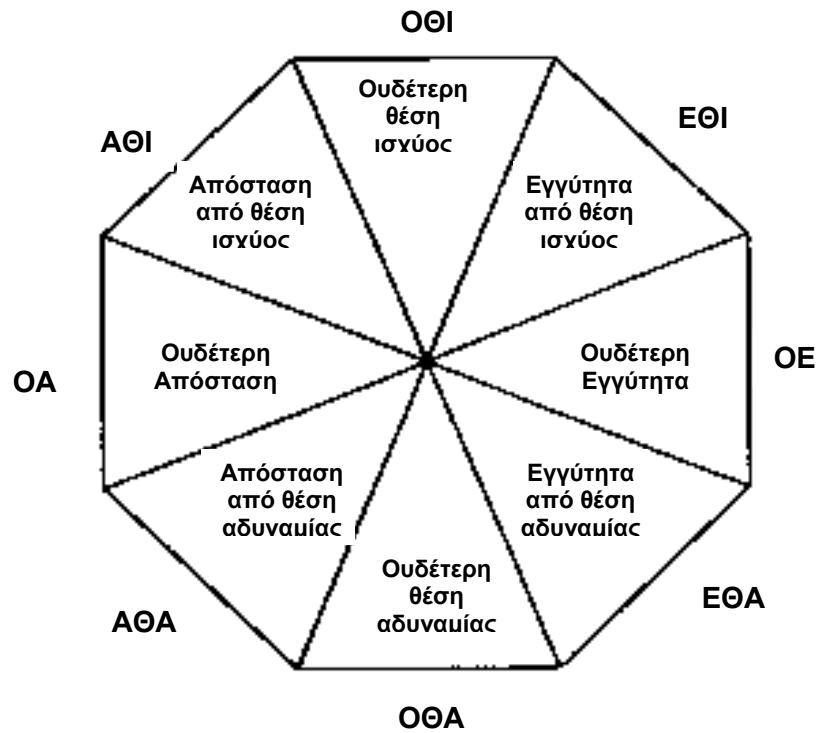 ΟΘΙ
Ουδέτερη
θέση
ισχύος
ΕΘΙ
ΑΘΙ
Απόσταση
από θέση
ισχύος
Εγγύτητα
από θέση
ισχύος
Ουδέτερη
Απόσταση
ΟΑ
Ουδέτερη
Εγγύτητα
ΟΕ
Απόσταση
από θέση
αδυναμίας
Εγγύτητα
από θέση
αδυναμίας
Ουδέτερη
θέση
αδυναμίας
ΑΘΑ
ΕΘΑ
ΟΘΑ